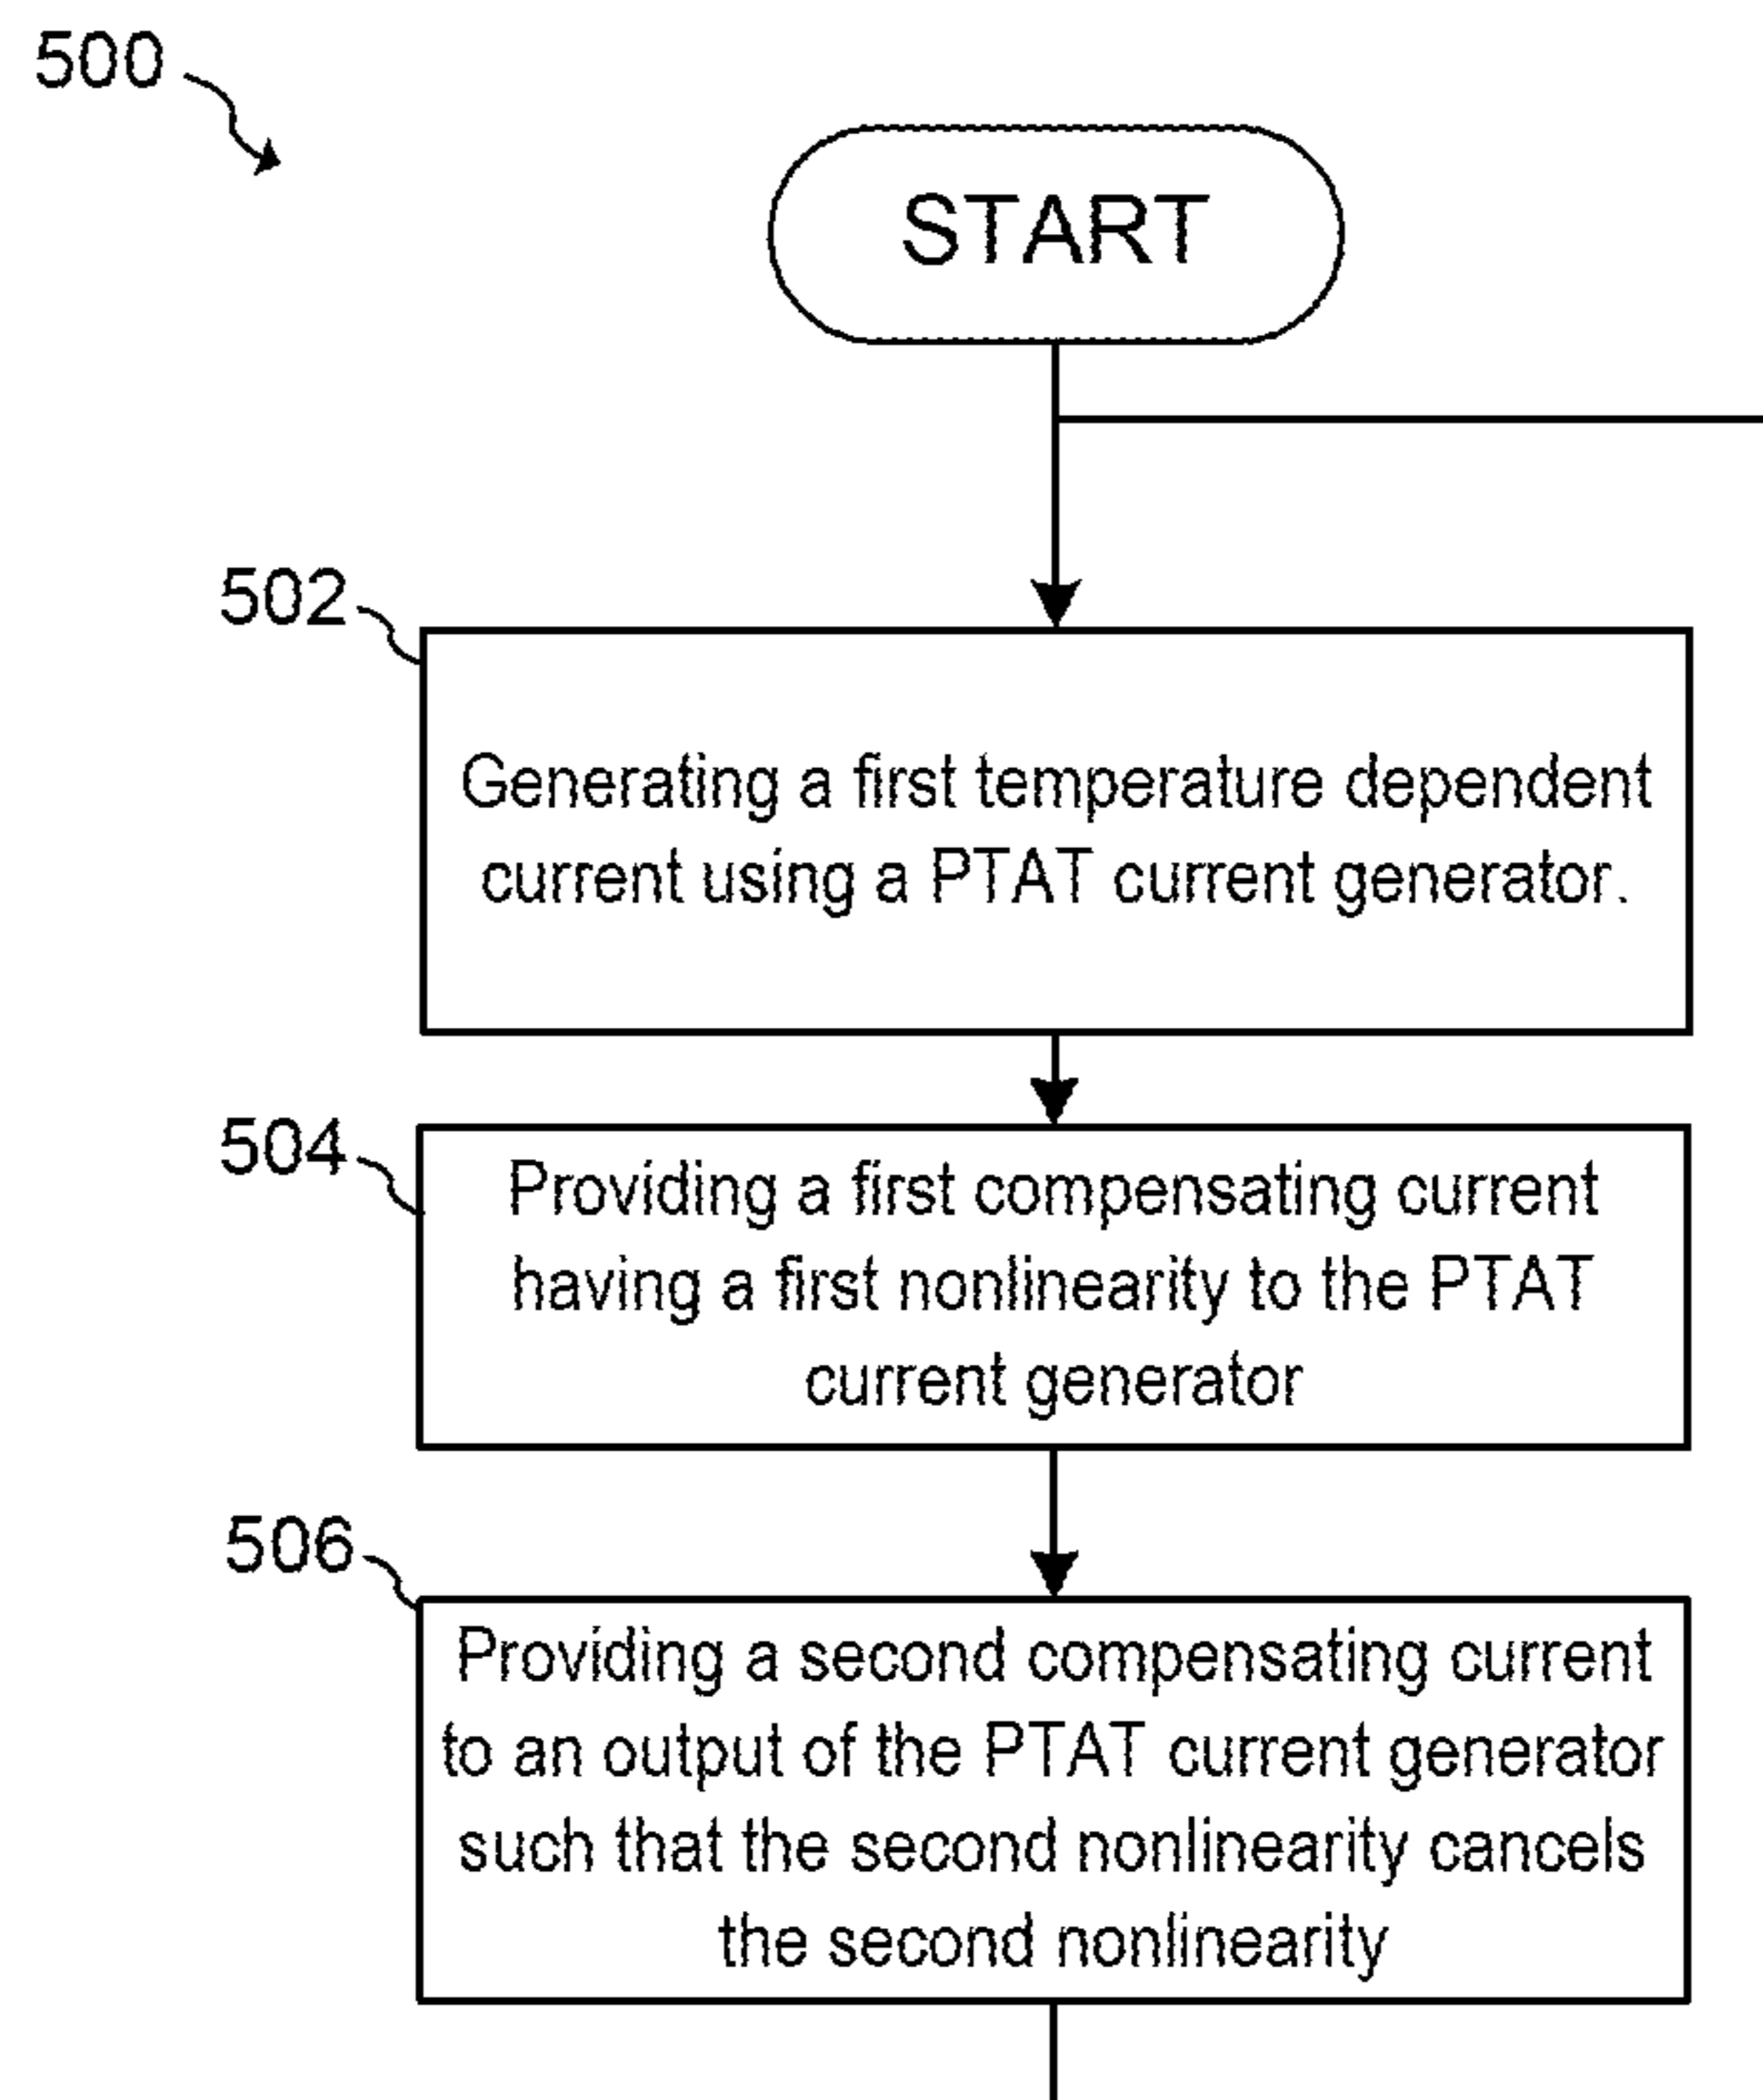 500
START
502
Generating a first temperature dependent
current using a PTAT current generator.
504
Providing a first compensating current
having a first nonlinearity to the PTAT
current generator
506
Providing a second compensating current
to an output of the PTAT current generator
such that the second nonlinearity cancels
the second nonlinearity